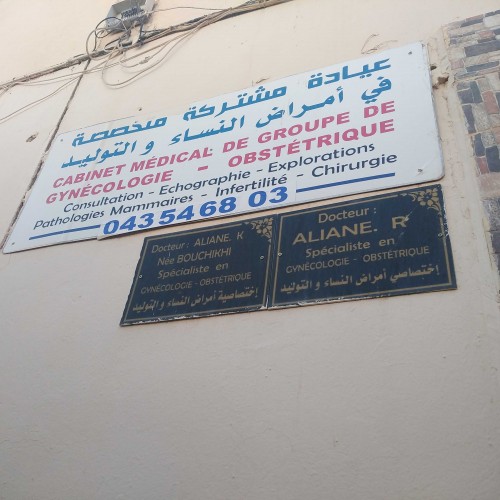 عيادة مشتركة متخصصة
في أمراض النساء و التوليد
CABINET MÉDICAL DE GROUPE DE
GYNÉCOLOGIE - OBSTÉTRIQUE
Consultation - Echographie - Explorations
Pathologies Mammaires - Infertilité - Chirurgie
043 54 68 03
Docteur : ALIANE. K
Née BOUCHIKHI
Spécialiste en
GYNÉCOLOGIE - OBSTÉTRIQUE
إختصاصية أمراض النساء و التوليد
Docteur :
ALIANE. R
Spécialiste en
GYNÉCOLOGIE - OBSTÉTRIQUE
إختصاصي أمراض النساء و التوليد